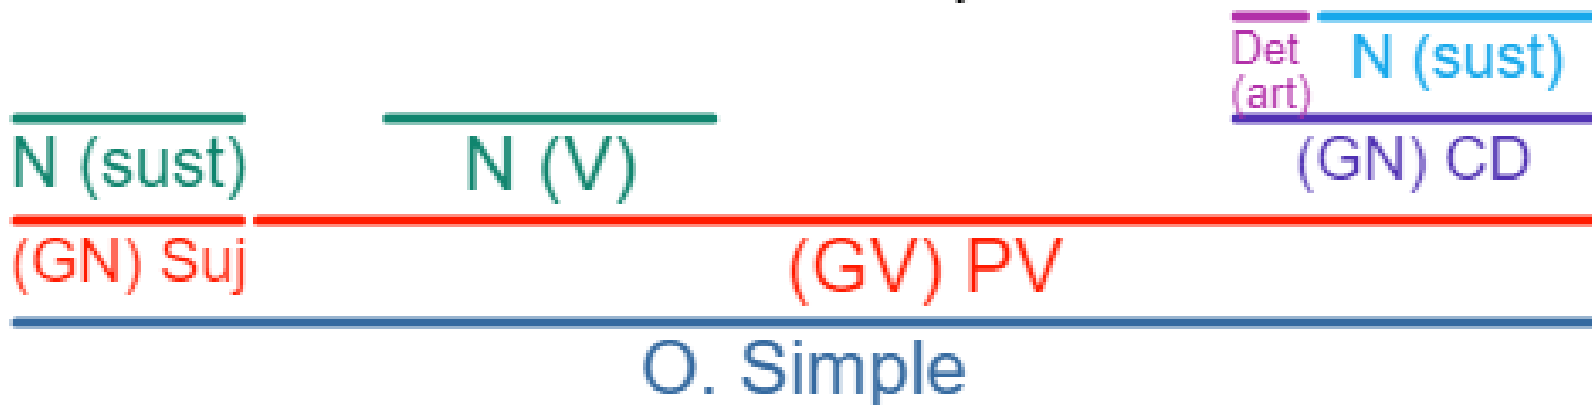 Det N (sust)
(art)
N (sust) N (V) (GN) CD
(GN) Suj (GV) PV
O. Simple